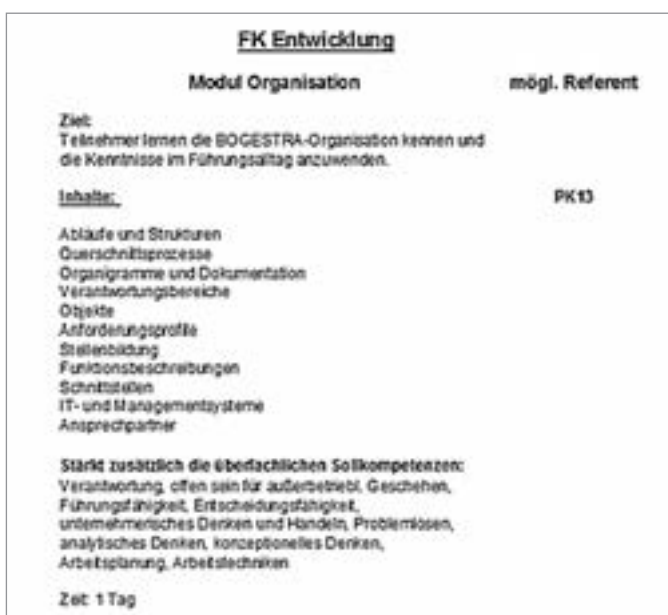 FK Entwicklung
Modul Organisation mögl. Referent
Ziel:
Teilnehmer lernen die BOGESTRA-Organisation kennen und
die Kenntnisse im Führungsalltag anzuwenden.
Inhalte: PK13
Abläufe und Strukturen
Querschnittsprozesse
Organigramme und Dokumentation
Verantwortungsbereiche
Objekte
Anforderungsprofile
Stellenbildung
Funktionsbeschreibungen
Schnittstellen
IT- und Managementsysteme
Ansprechpartner
Stärkt zusätzlich die überfachlichen Sollkompetenzen:
Verantwortung, offen sein für außerbetriebl. Geschehen,
Führungsfähigkeit, Entscheidungsfähigkeit,
unternehmerisches Denken und Handeln, Problemlösen,
analytisches Denken, konzeptionelles Denken,
Arbeitsplanung, Arbeitstechniken
Zeit: 1 Tag